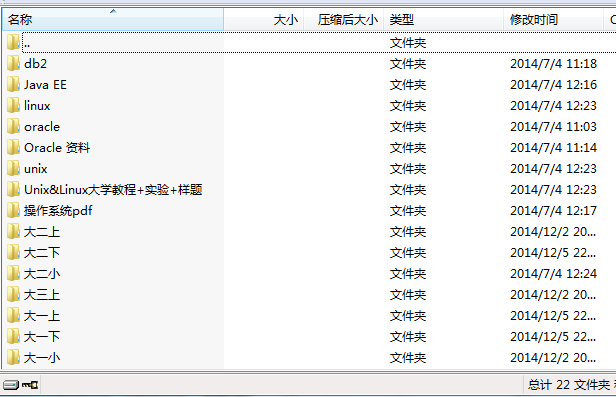 名称 大小 压缩后大小 类型 修改时间
.. 文件夹
db2 文件夹 2014/7/4 11:18
Java EE 文件夹 2014/7/4 12:16
linux 文件夹 2014/7/4 12:23
oracle 文件夹 2014/7/4 11:03
Oracle 资料 文件夹 2014/7/4 11:14
unix 文件夹 2014/7/4 12:23
Unix&Linux大学教程+实验+样题 文件夹 2014/7/4 12:23
操作系统pdf 文件夹 2014/7/4 12:17
大二上 文件夹 2014/12/2 20...
大二下 文件夹 2014/12/5 22...
大二小 文件夹 2014/7/4 12:24
大三上 文件夹 2014/12/2 20...
大一上 文件夹 2014/12/5 22...
大一下 文件夹 2014/12/5 22...
大一小 文件夹 2014/12/2 20...
总计 22 文件夹